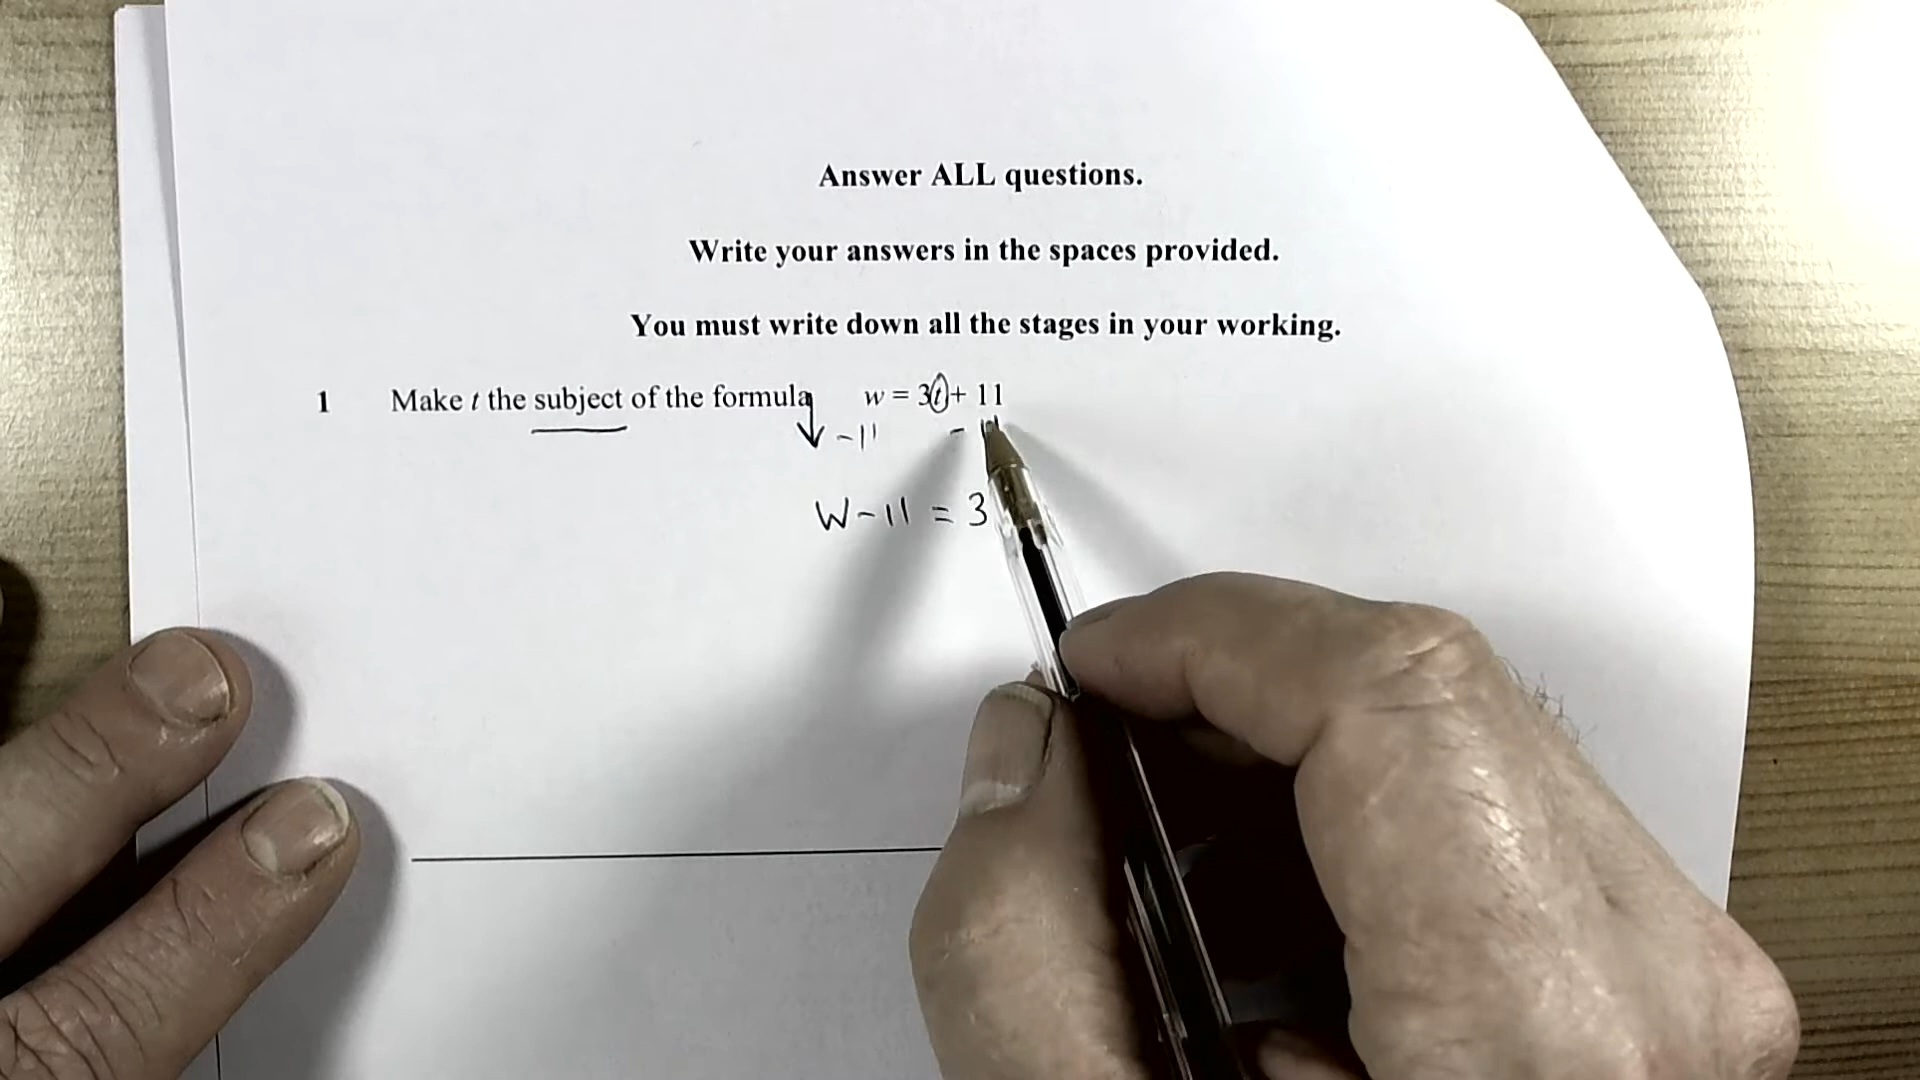 Answer ALL questions.
Write your answers in the spaces provided.
You must write down all the stages in your working.
1 Make t the subject of the formula w = 3t + 11
-11 - 11
W-11 = 3